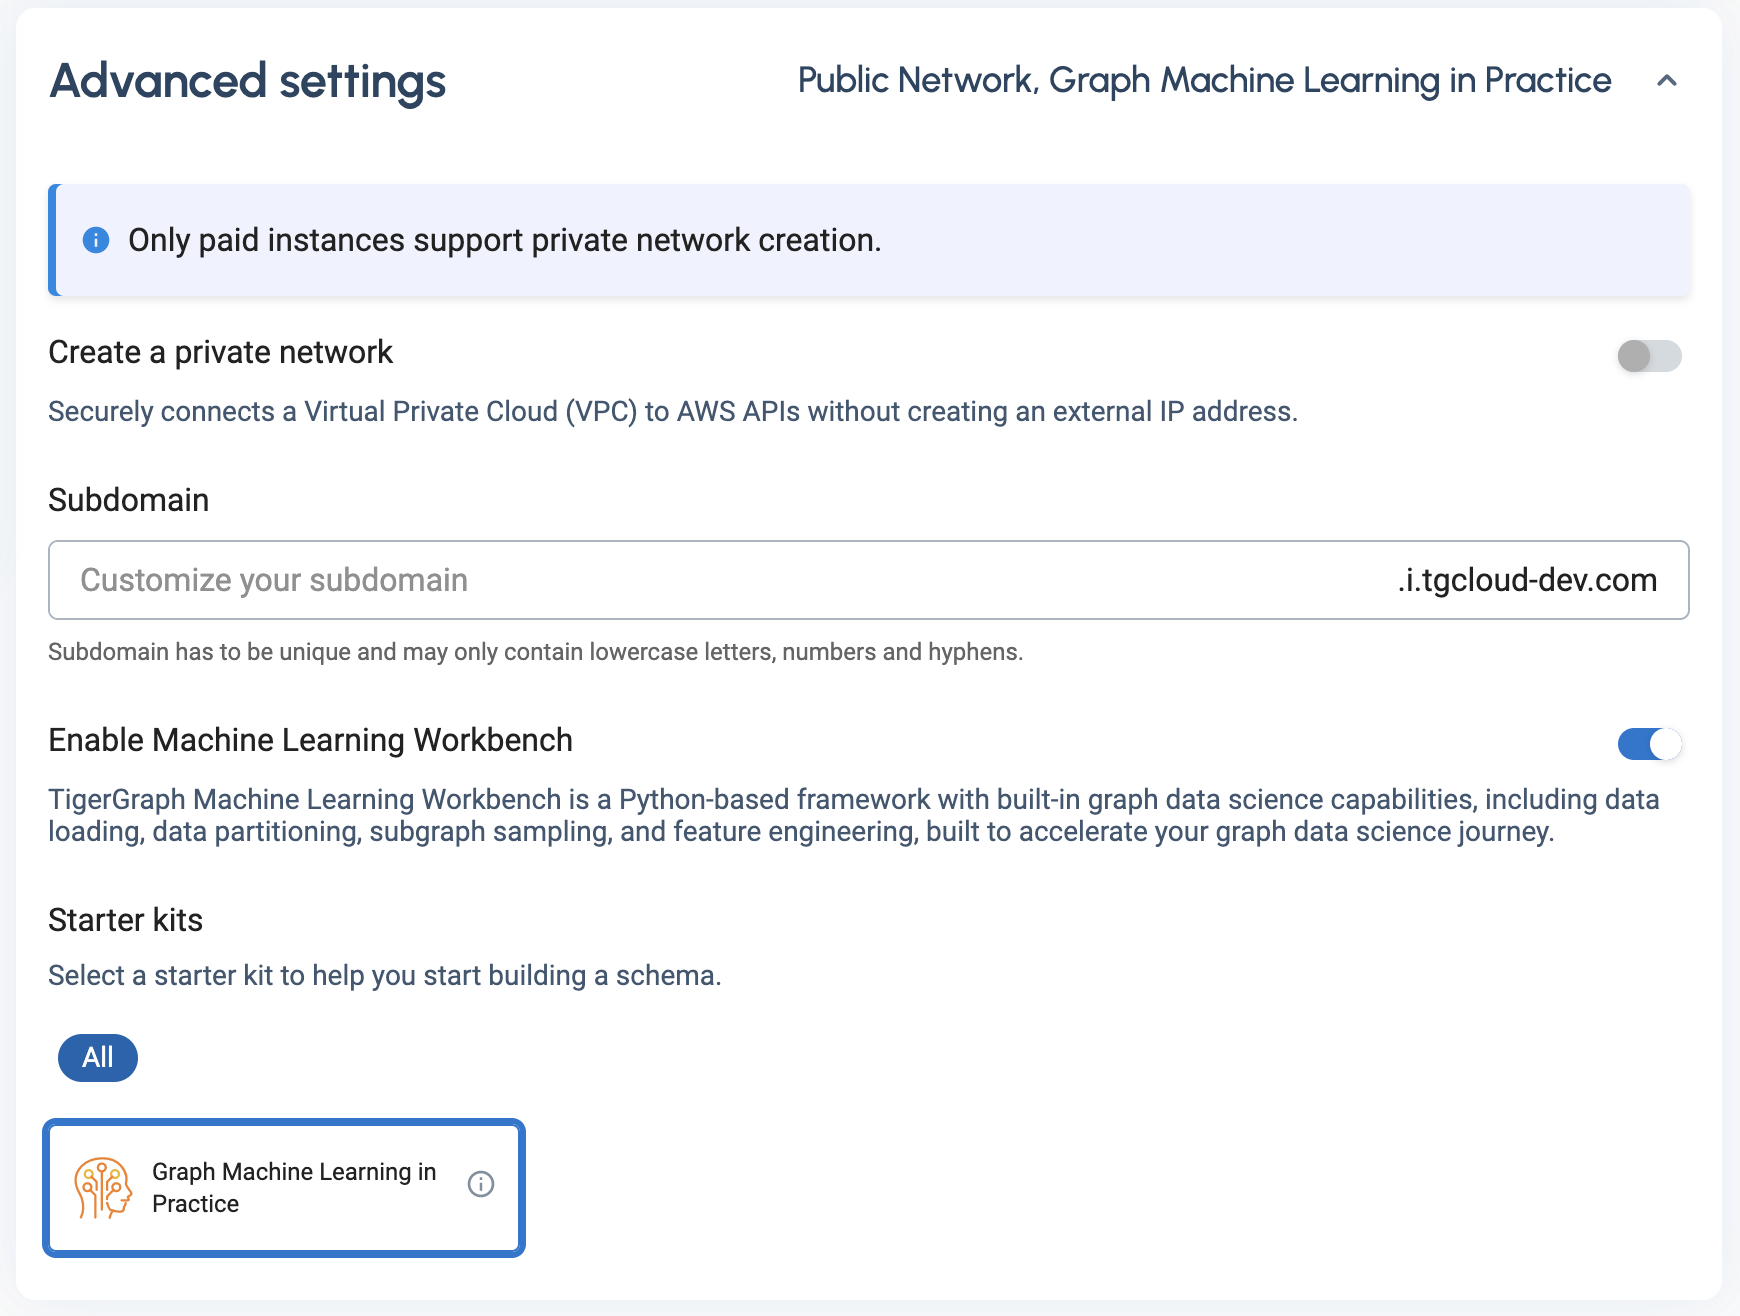 Advanced settings
Public Network, Graph Machine Learning in Practice
Only paid instances support private network creation.
Create a private network
Securely connects a Virtual Private Cloud (VPC) to AWS APIs without creating an external IP address.
Subdomain
Customize your subdomain
.i.tgcloud-dev.com
Subdomain has to be unique and may only contain lowercase letters, numbers and hyphens.
Enable Machine Learning Workbench
TigerGraph Machine Learning Workbench is a Python-based framework with built-in graph data science capabilities, including data
loading, data partitioning, subgraph sampling, and feature engineering, built to accelerate your graph data science journey.
Starter kits
Select a starter kit to help you start building a schema.
All
Graph Machine Learning in
Practice